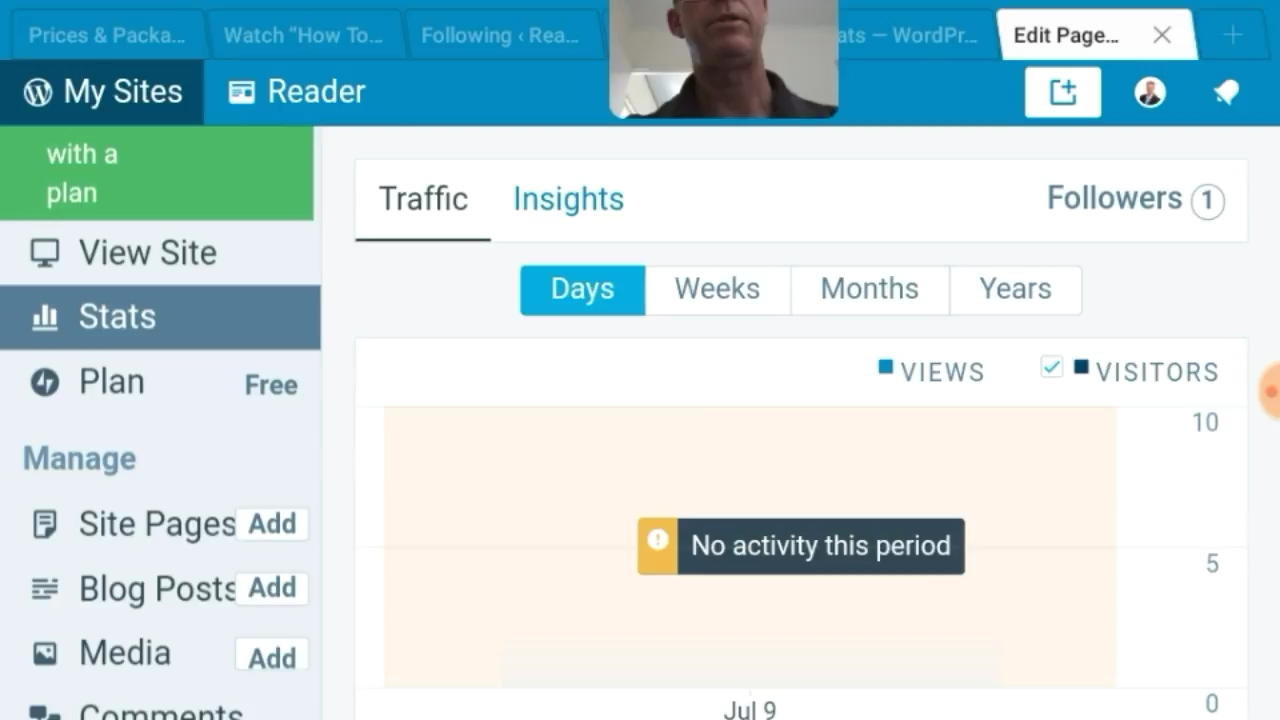 Prices & Packa...
Watch “How To...
Following ‹ Rea...
ats — WordPr...
Edit Page...
My Sites
Reader
with a
plan
View Site
Stats
Plan
Free
Manage
Site Pages
Add
Blog Posts
Add
Media
Add
Comments
Traffic
Insights
Followers 1
Days
Weeks
Months
Years
VIEWS
VISITORS
10
No activity this period
5
0
Jul 9